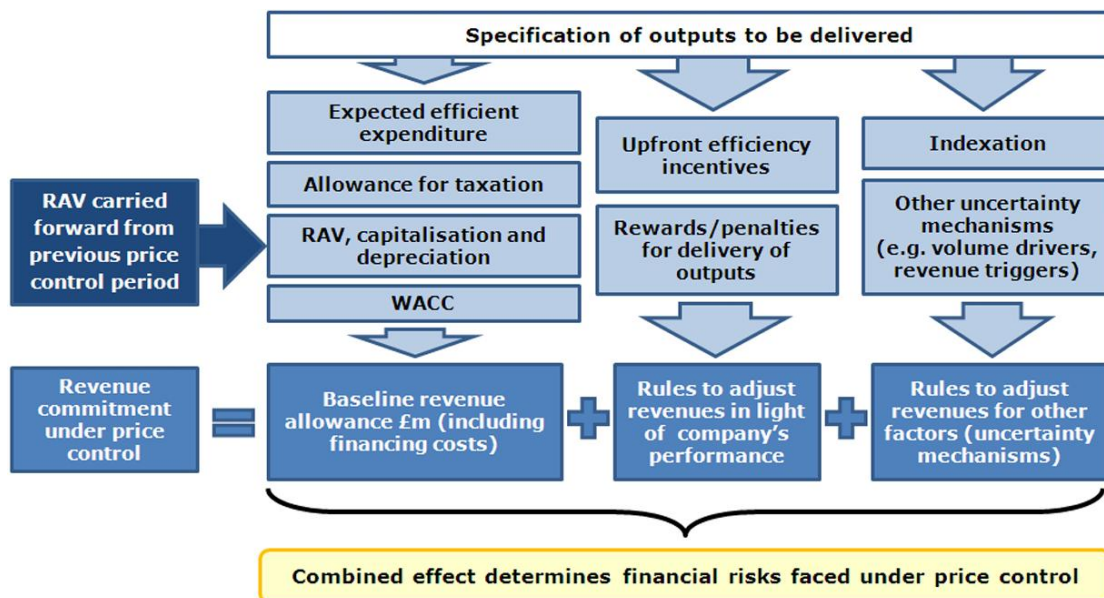 Specification of outputs to be delivered
Expected efficient
expenditure
Allowance for taxation
RAV, capitalisation and
depreciation
WACC
Upfront efficiency
incentives
Rewards/penalties
for delivery of
outputs
Indexation
Other uncertainty
mechanisms
(e.g. volume drivers,
revenue triggers)
RAV carried
forward from
previous price
control period
Revenue
commitment
under price
control
=
Baseline revenue
allowance £m (including
financing costs)
+
Rules to adjust
revenues in light
of company’s
performance
+
Rules to adjust
revenues for other
factors (uncertainty
mechanisms)
Combined effect determines financial risks faced under price control